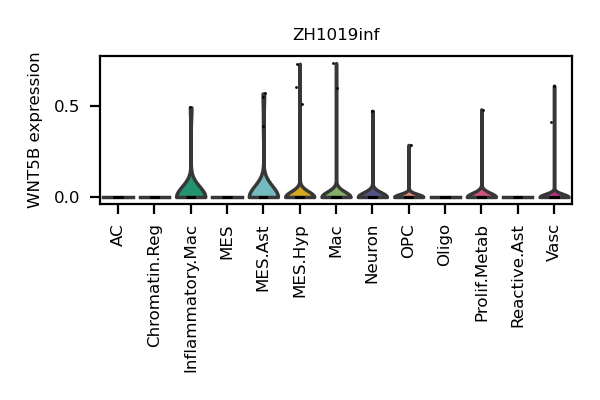 ZH1019inf
WNT5B expression
0.5
0.0
AC
Chromatin.Reg
Inflammatory.Mac
MES
MES.Ast
MES.Hyp
Mac
Neuron
OPC
Oligo
Prolif.Metab
Reactive.Ast
Vasc